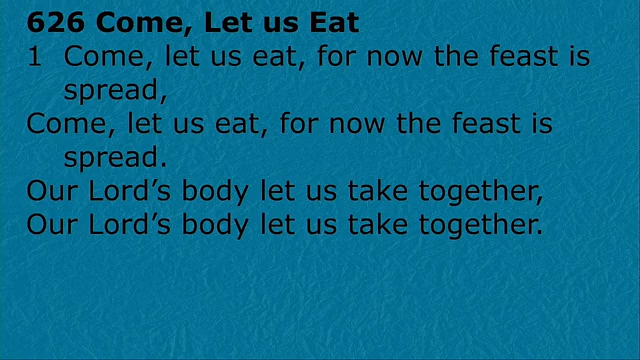 626 Come, Let us Eat
1 Come, let us eat, for now the feast is
spread,
Come, let us eat, for now the feast is
spread.
Our Lord’s body let us take together,
Our Lord’s body let us take together.